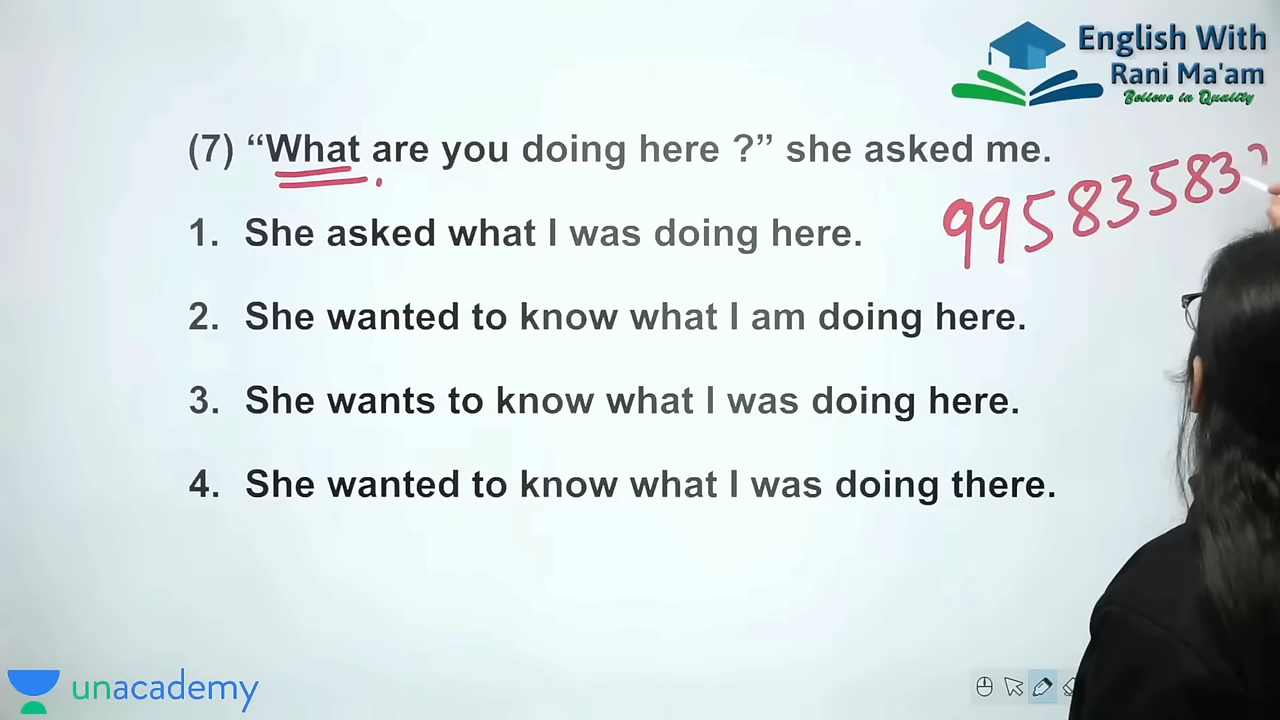 English With
Rani Ma'am
Believe in Quality
(7) “What are you doing here ?” she asked me.
995835833
1. She asked what I was doing here.
2. She wanted to know what I am doing here.
3. She wants to know what I was doing here.
4. She wanted to know what I was doing there.
unacademy